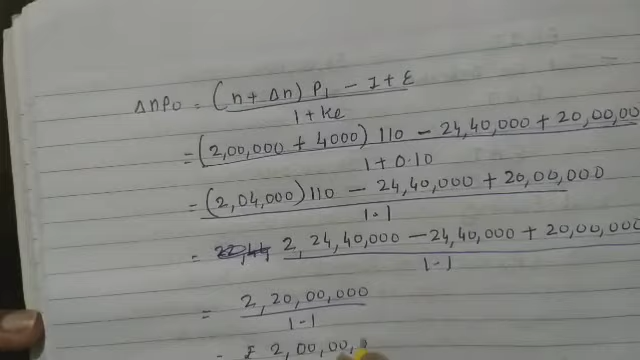 ΔnP0 = (n + Δn) P1 - I + E
1 + Ke
= (2,00,000 + 4000) 110 - 24,40,000 + 20,00,00
1 + 0.10
= (2,04,000) 110 - 24,40,000 + 20,00,000
1.1
= 2,24,40,000 - 24,40,000 + 20,00,000
1.1
= 2,20,00,000
1.1
= ₹ 2,00,00,